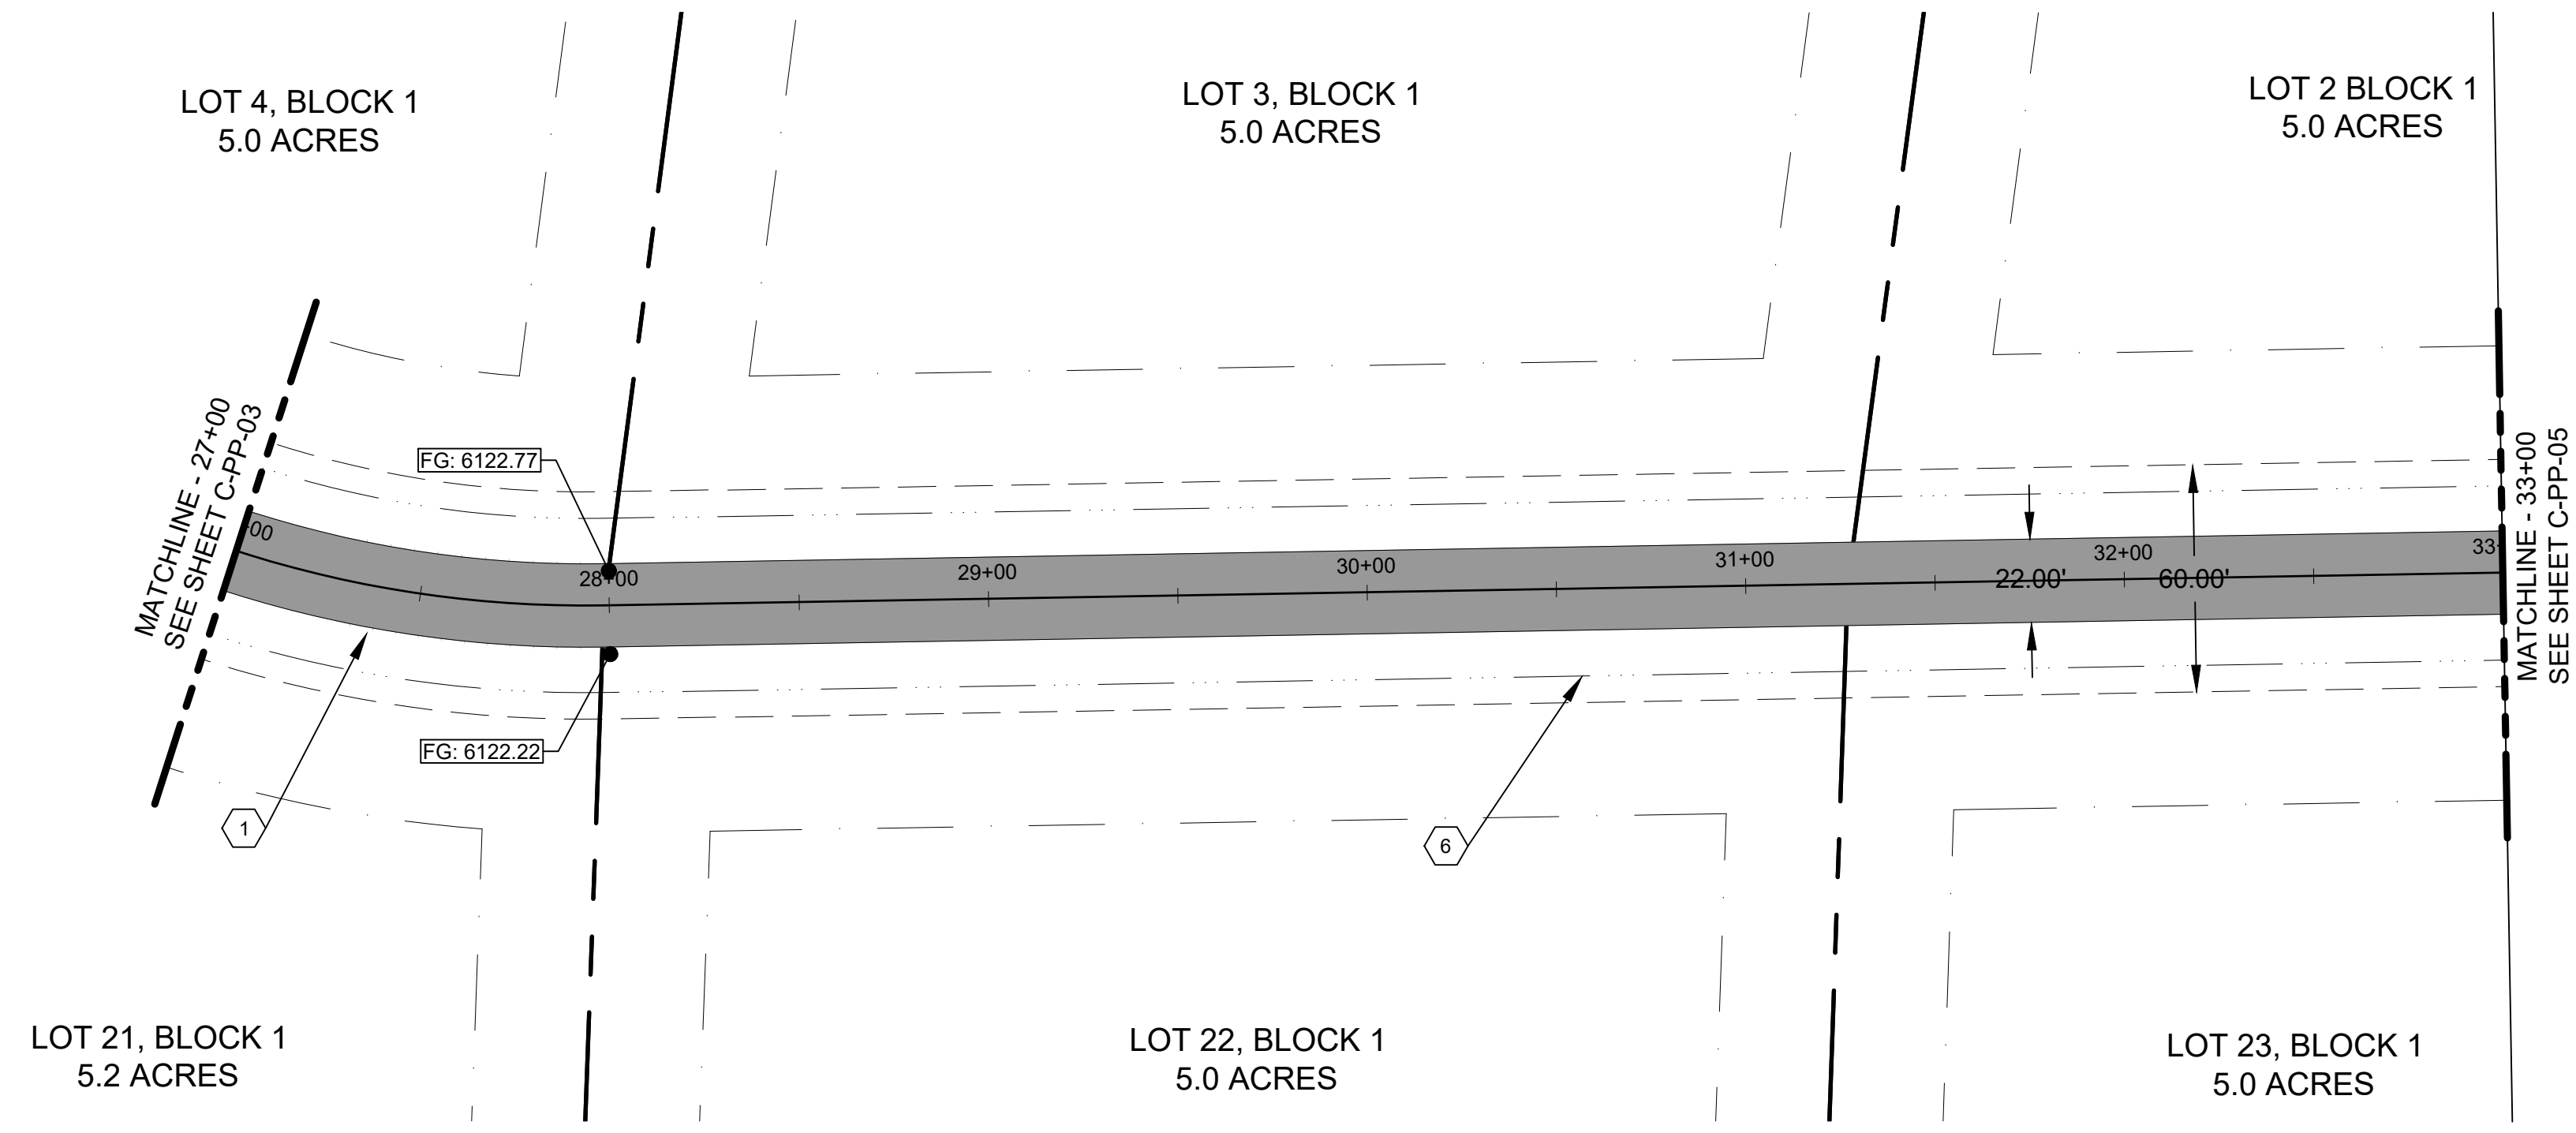 LOT 4, BLOCK 1
5.0 ACRES
LOT 3, BLOCK 1
5.0 ACRES
LOT 2 BLOCK 1
5.0 ACRES
MATCHLINE - 27+00
SEE SHEET C-PP-03
FG: 6122.77
+00
28+00
29+00
30+00
31+00
32+00
33+
22.00'
60.00'
MATCHLINE - 33+00
SEE SHEET C-PP-05
FG: 6122.22
1
6
LOT 21, BLOCK 1
5.2 ACRES
LOT 22, BLOCK 1
5.0 ACRES
LOT 23, BLOCK 1
5.0 ACRES